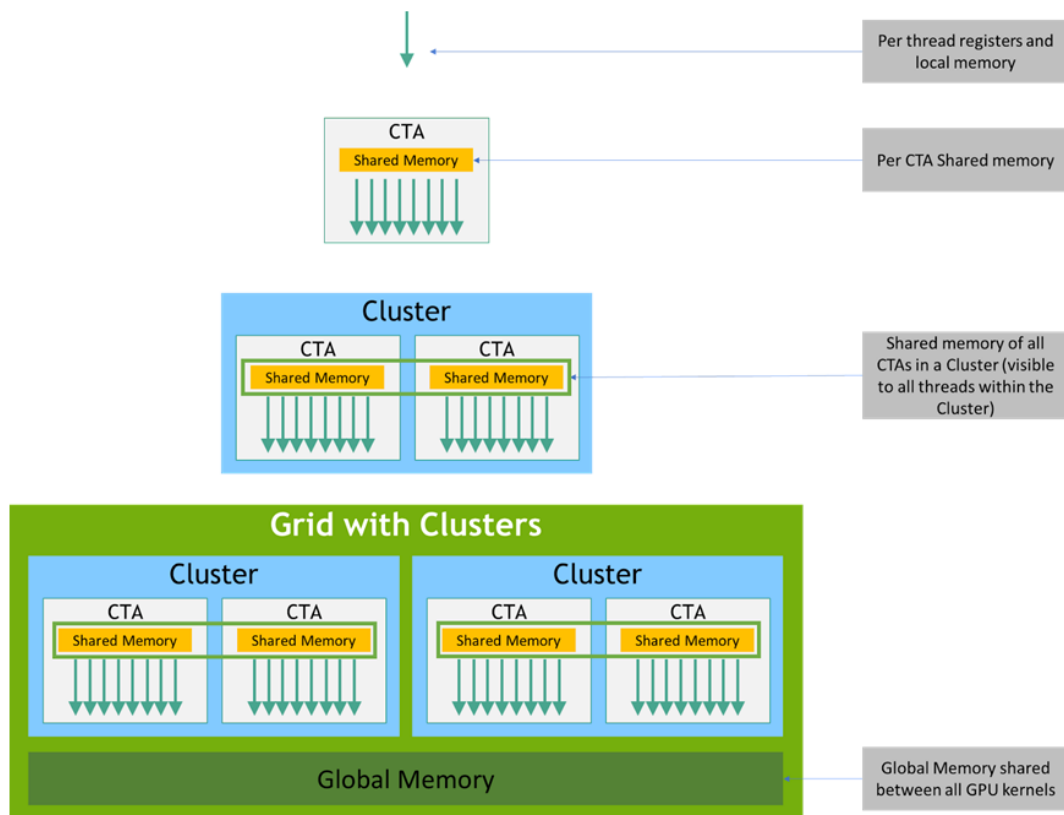 Per thread registers and
local memory
CTA
Shared Memory
Per CTA Shared memory
Cluster
CTA CTA
Shared Memory Shared Memory
Shared memory of all
CTAs in a Cluster (visible
to all threads within the
Cluster)
Grid with Clusters
Cluster Cluster
CTA CTA CTA CTA
Shared Memory Shared Memory Shared Memory Shared Memory
Global Memory
Global Memory shared
between all GPU kernels